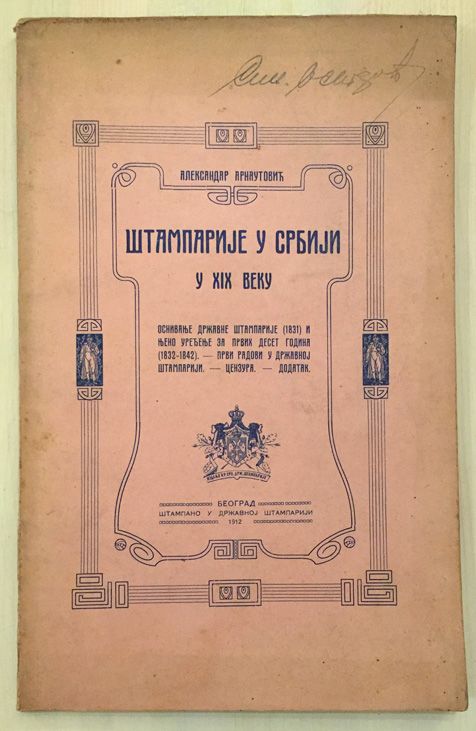 АЛЕКСАНДАР АРНАУТОВИЋ
ШТАМПАРИЈЕ У СРБИЈИ
У XIX ВЕКУ
ОСНИВАЊЕ ДРЖАВНЕ ШТАМПАРИЈЕ (1831) И
ЊЕНО УРЕЂЕЊЕ ЗА ПРВИХ ДЕСЕТ ГОДИНА
(1832-1842). — ПРВИ РАДОВИ У ДРЖАВНОЈ
ШТАМПАРИЈИ. — ЦЕНЗУРА. — ДОДАТАК.
БЕОГРАД
ШТАМПАНО У ДРЖАВНОЈ ШТАМПАРИЈИ
1912